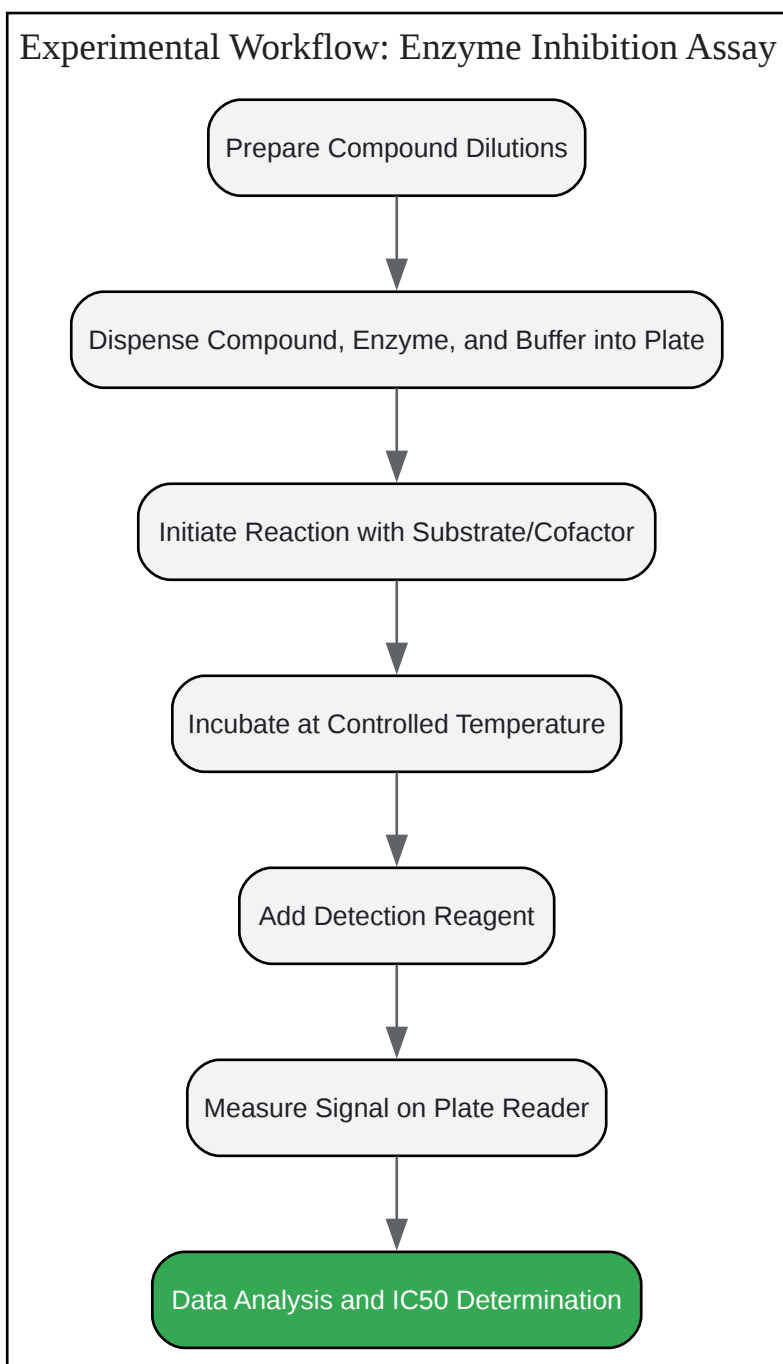 Experimental Workflow: Enzyme Inhibition Assay
Prepare Compound Dilutions
Dispense Compound, Enzyme, and Buffer into Plate
Initiate Reaction with Substrate/Cofactor
Incubate at Controlled Temperature
Add Detection Reagent
Measure Signal on Plate Reader
Data Analysis and IC50 Determination